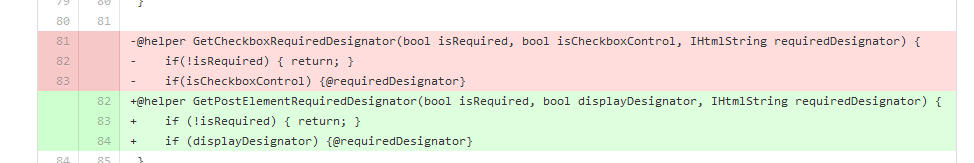 79 80 }
80 81
81 -@helper GetCheckboxRequiredDesignator(bool isRequired, bool isCheckboxControl, IHtmlString requiredDesignator) {
82 -    if(!isRequired) { return; }
83 -    if(isCheckboxControl) {@requiredDesignator}
82 +@helper GetPostElementRequiredDesignator(bool isRequired, bool displayDesignator, IHtmlString requiredDesignator) {
83 +    if (!isRequired) { return; }
84 +    if (displayDesignator) {@requiredDesignator}
84 85 }